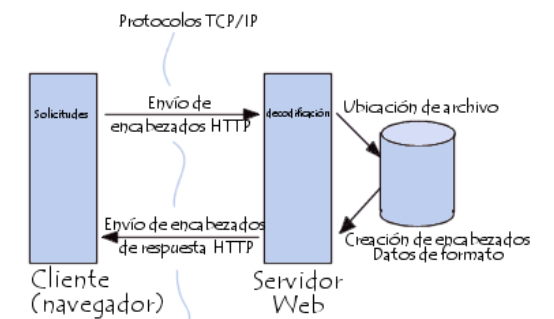 Protocolos TCP/IP
Solicitudes
Envío de
encabezados HTTP
decodificación
Ubicación de archivo
Envío de encabezados
de respuesta HTTP
Creación de encabezados
Datos de formato
Cliente
(navegador)
Servidor
Web